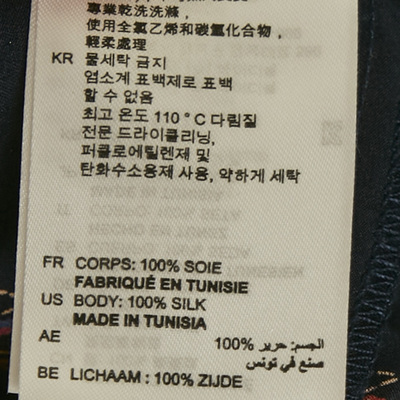 專業乾洗洗滌，
使用全氯乙烯和碳氫化合物，
輕柔處理
KR 물세탁 금지
염소계 표백제로 표백
할 수 없음
최고 온도 110 ° C 다림질
전문 드라이클리닝,
퍼클로에틸렌제 및
탄화수소용제 사용, 약하게 세탁
FR CORPS: 100% SOIE
FABRIQUÉ EN TUNISIE
US BODY: 100% SILK
MADE IN TUNISIA
AE الجسم: حرير %100
صنع في تونس
BE LICHAAM : 100% ZIJDE